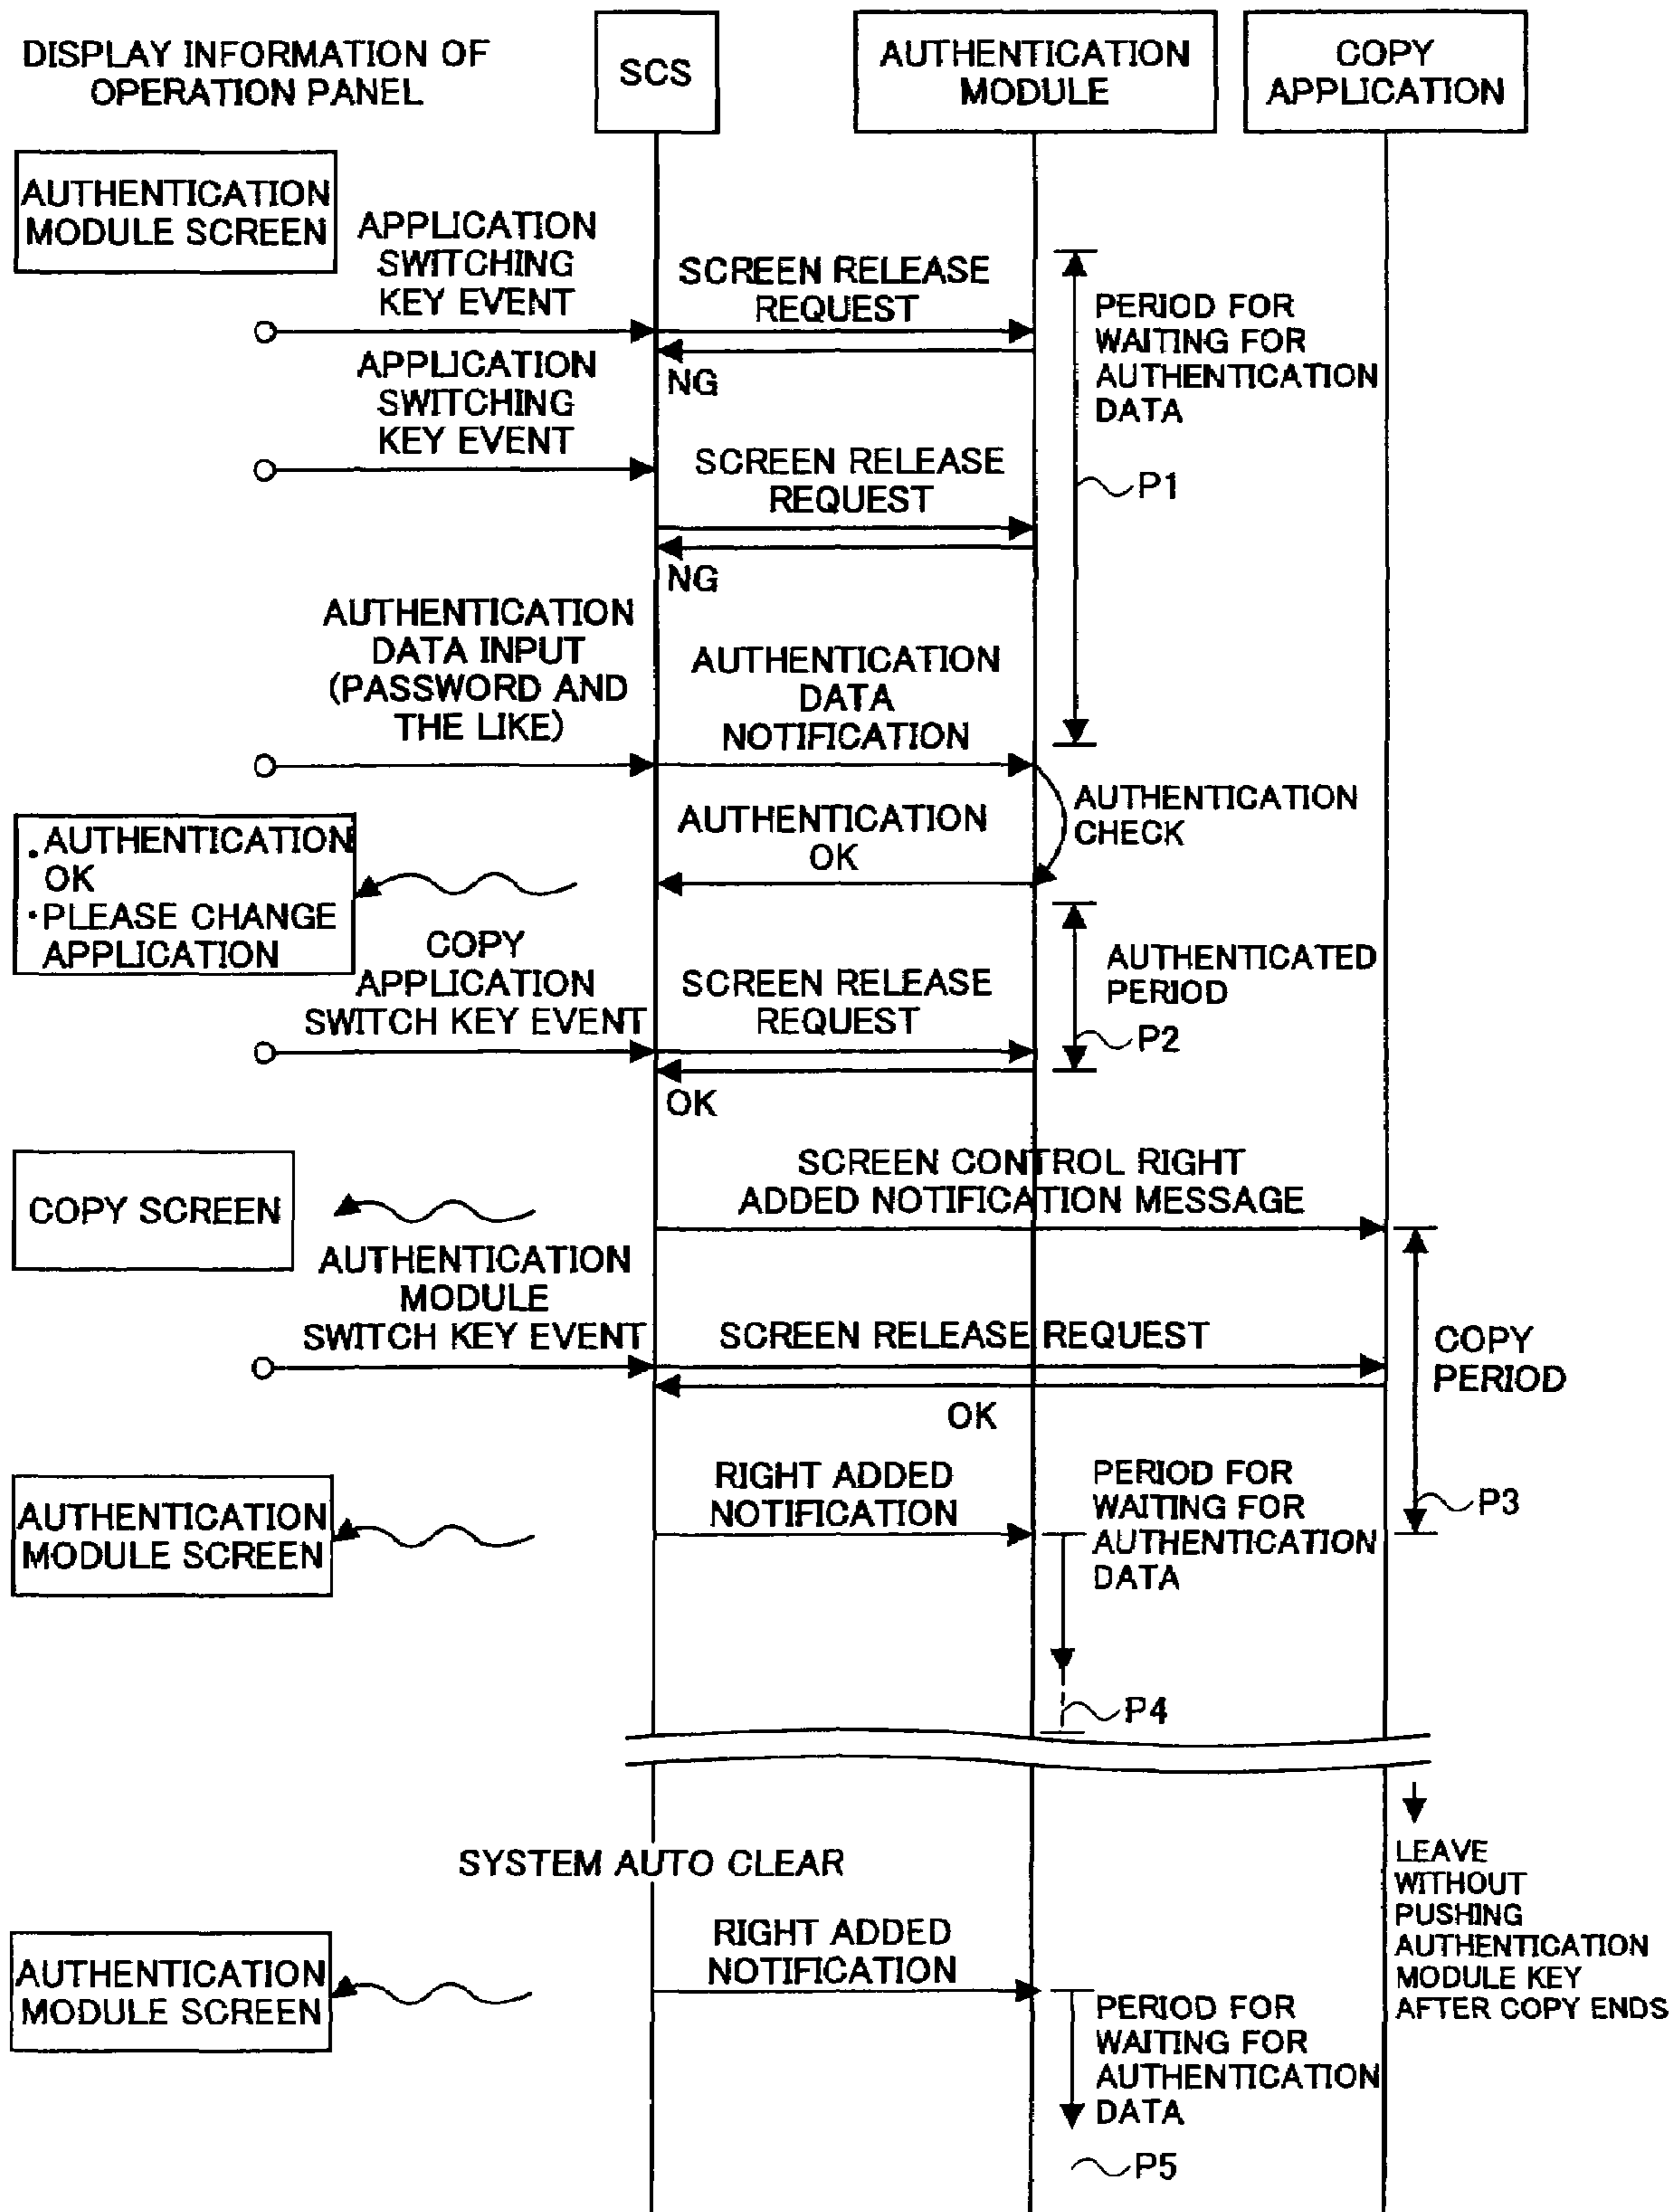 DISPLAY INFORMATION OF
OPERATION PANEL
SCS
AUTHENTICATION
MODULE
COPY
APPLICATION
AUTHENTICATION
MODULE SCREEN
APPLICATION
SWITCHING
KEY EVENT
SCREEN RELEASE
REQUEST
PERIOD FOR
WAITING FOR
AUTHENTICATION
DATA
NG
APPLICATION
SWITCHING
KEY EVENT
SCREEN RELEASE
REQUEST
P1
NG
AUTHENTICATION
DATA INPUT
(PASSWORD AND
THE LIKE)
AUTHENTICATION
DATA
NOTIFICATION
AUTHENTICATION
CHECK
AUTHENTICATION
OK
・AUTHENTICATION
OK
・PLEASE CHANGE
APPLICATION
COPY
APPLICATION
SWITCH KEY EVENT
SCREEN RELEASE
REQUEST
AUTHENTICATED
PERIOD
P2
OK
COPY SCREEN
SCREEN CONTROL RIGHT
ADDED NOTIFICATION MESSAGE
AUTHENTICATION
MODULE
SWITCH KEY EVENT
SCREEN RELEASE REQUEST
COPY
PERIOD
OK
P3
AUTHENTICATION
MODULE SCREEN
RIGHT ADDED
NOTIFICATION
PERIOD FOR
WAITING FOR
AUTHENTICATION
DATA
P4
SYSTEM AUTO CLEAR
LEAVE
WITHOUT
PUSHING
AUTHENTICATION
MODULE KEY
AFTER COPY ENDS
AUTHENTICATION
MODULE SCREEN
RIGHT ADDED
NOTIFICATION
PERIOD FOR
WAITING FOR
AUTHENTICATION
DATA
P5